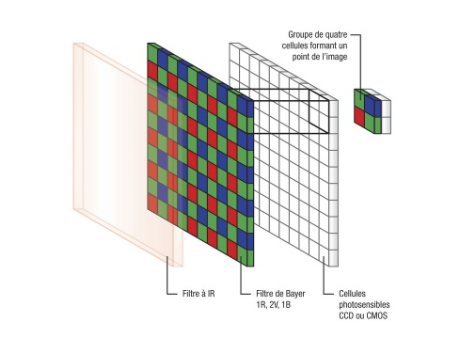 Groupe de quatre
cellules formant un
point de l'image
Filtre à IR
Filtre de Bayer
1R, 2V, 1B
Cellules
photosensibles
CCD ou CMOS